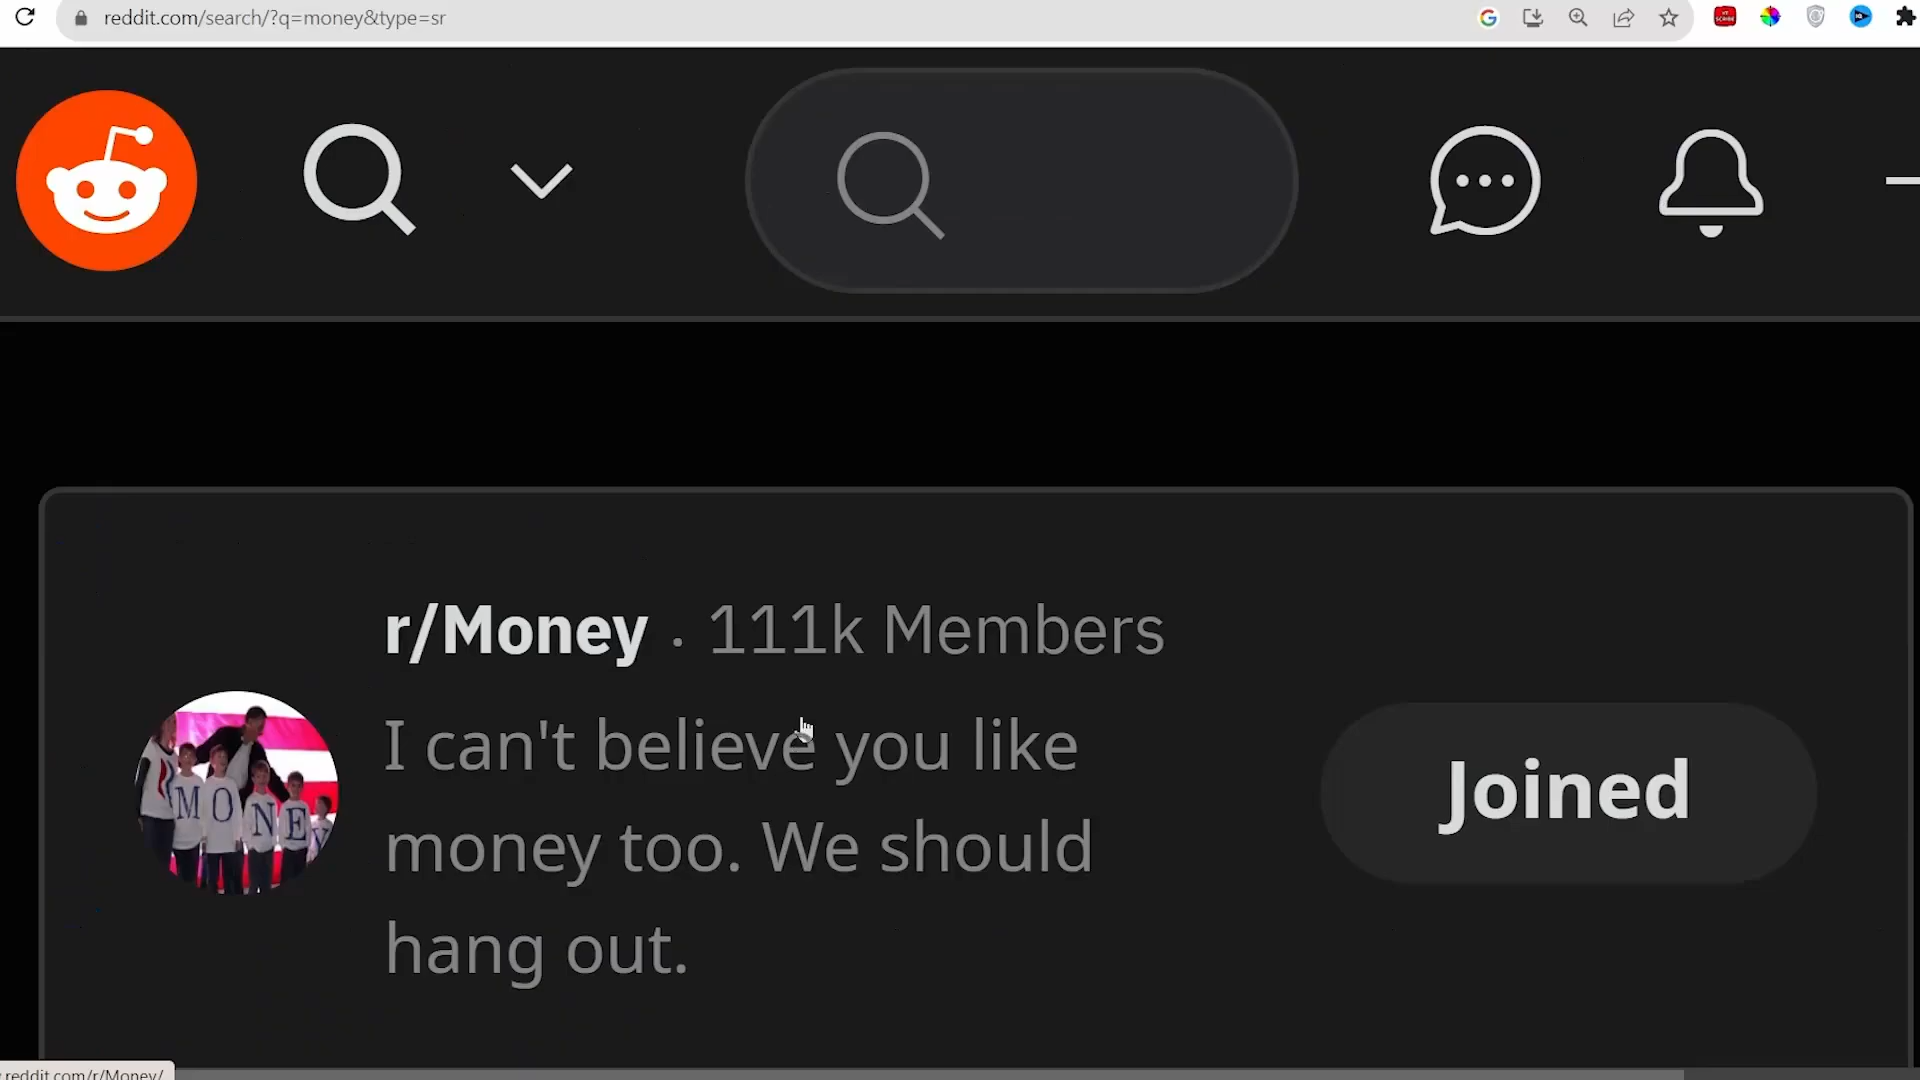 reddit.com/search/?q=money&type=sr
r/Money · 111k Members
I can't believe you like
money too. We should
hang out.
Joined
MONEY
reddit.com/r/Money/